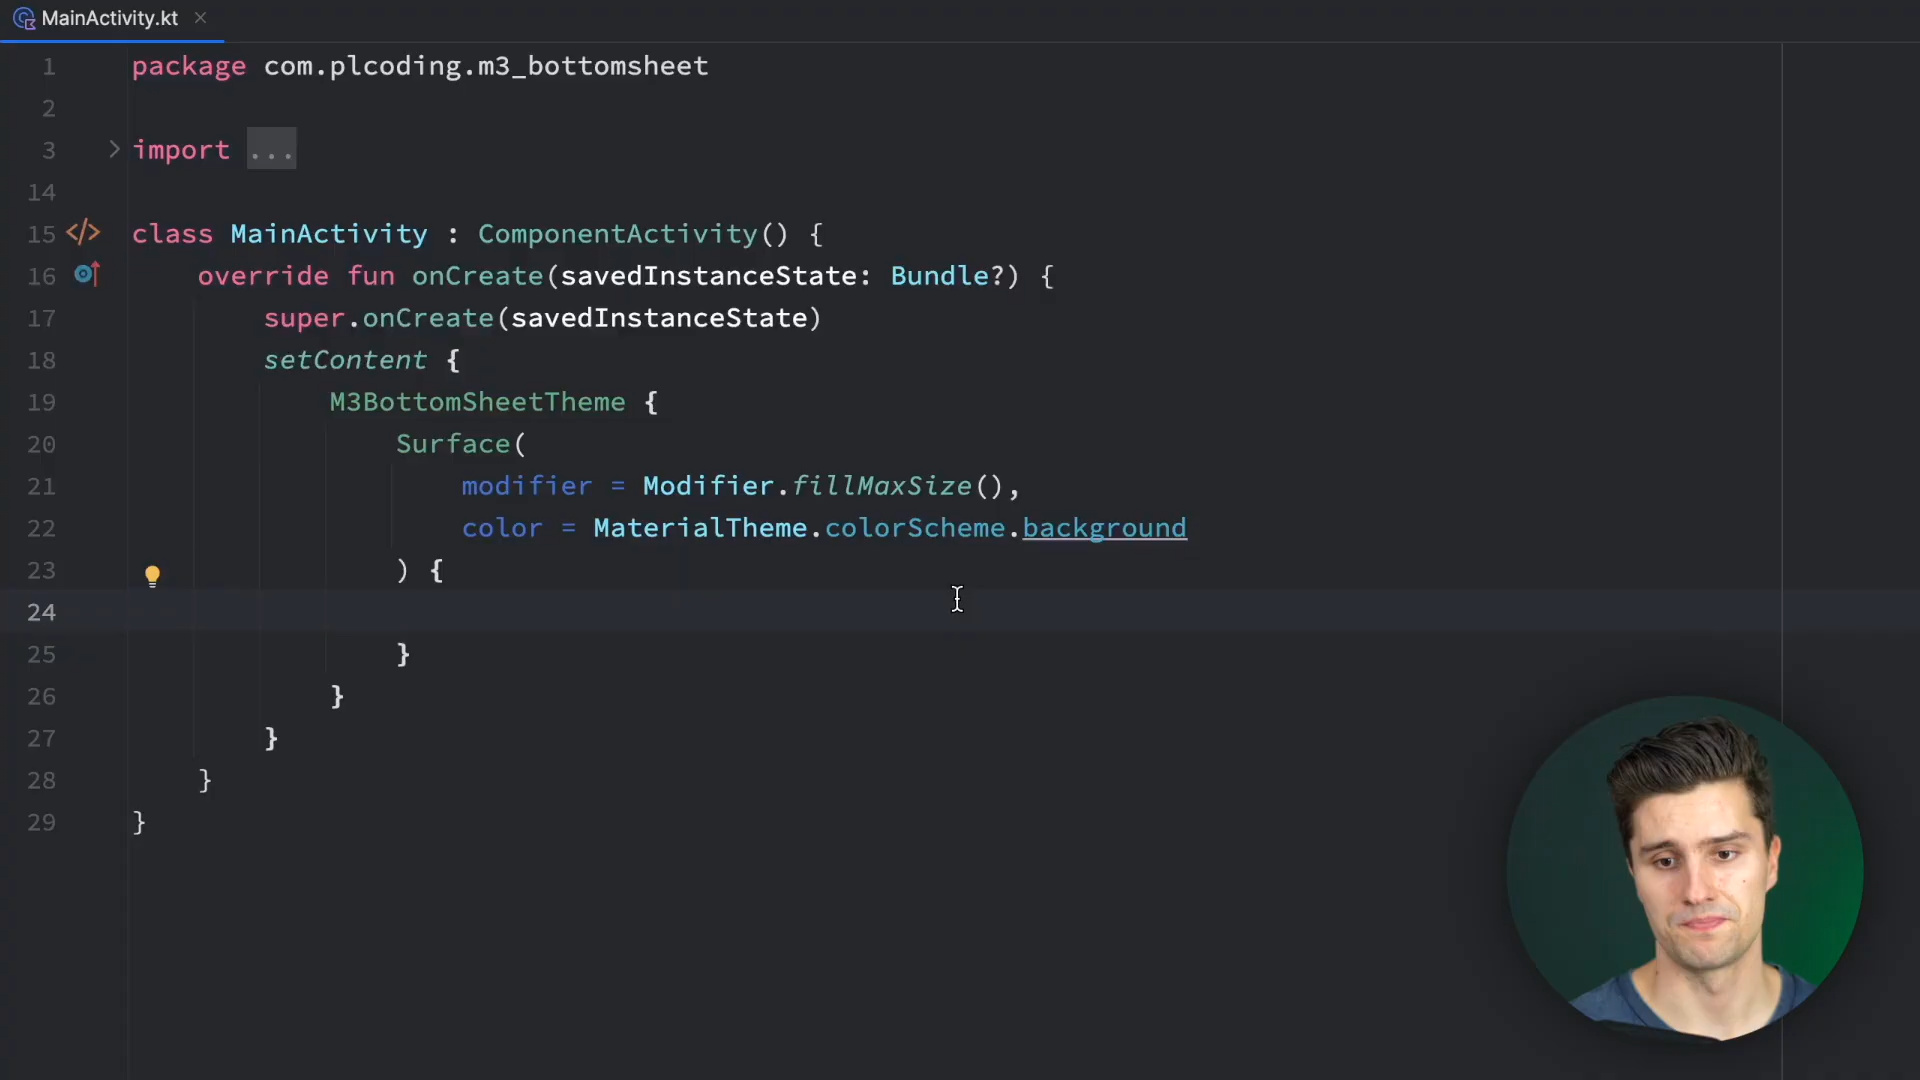 MainActivity.kt
1 package com.plcoding.m3_bottomsheet
2
3 import ...
14
15 class MainActivity : ComponentActivity() {
16 override fun onCreate(savedInstanceState: Bundle?) {
17 super.onCreate(savedInstanceState)
18 setContent {
19 M3BottomSheetTheme {
20 Surface(
21 modifier = Modifier.fillMaxSize(),
22 color = MaterialTheme.colorScheme.background
23 ) {
24
25 }
26 }
27 }
28 }
29 }